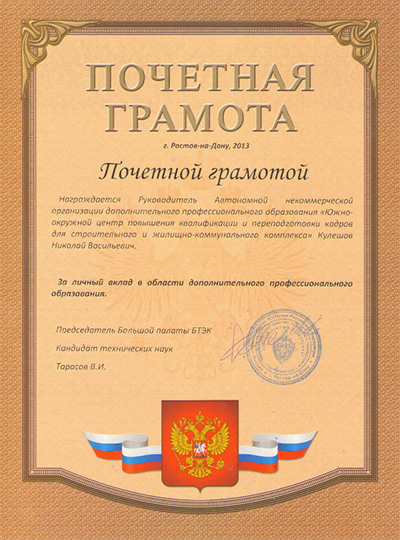 ПОЧЕТНАЯ
ГРАМОТА
г. Ростов-на-Дону, 2013
Почетной грамотой
Награждается Руководитель Автономной некоммерческой
организации дополнительного профессионального образования «Южно-
окружной центр повышения квалификации и переподготовки кадров
для строительного и жилищно-коммунального комплекса» Кулешов
Николай Васильевич.
За личный вклад в области дополнительного профессионального
образования.
Председатель Большой палаты БТЭК
Кандидат технических наук
Тарасов В.И.